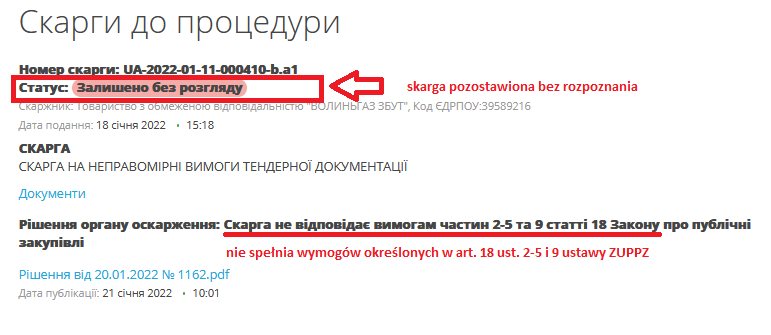 Скарги до процедури
Номер скарги: UA-2022-01-11-000410-b.a1
Статус: Залишено без розгляду
skarga pozostawiona bez rozpoznania
Скаржник: Товариство з обмеженою відповідальністю "ВОЛИНЬГАЗ ЗБУТ", Код ЄДРПОУ:39589216
Дата подання: 18 січня 2022 • 15:18
СКАРГА
СКАРГА НА НЕПРАВОМІРНІ ВИМОГИ ТЕНДЕРНОЇ ДОКУМЕНТАЦІЇ
Документи
Рішення органу оскарження: Скарга не відповідає вимогам частин 2-5 та 9 статті 18 Закону про публічні
закупівлі
nie spełnia wymogów określonych w art. 18 ust. 2-5 i 9 ustawy ZUPPZ
Рішення від 20.01.2022 № 1162.pdf
Дата публікації: 21 січня 2022 • 10:01